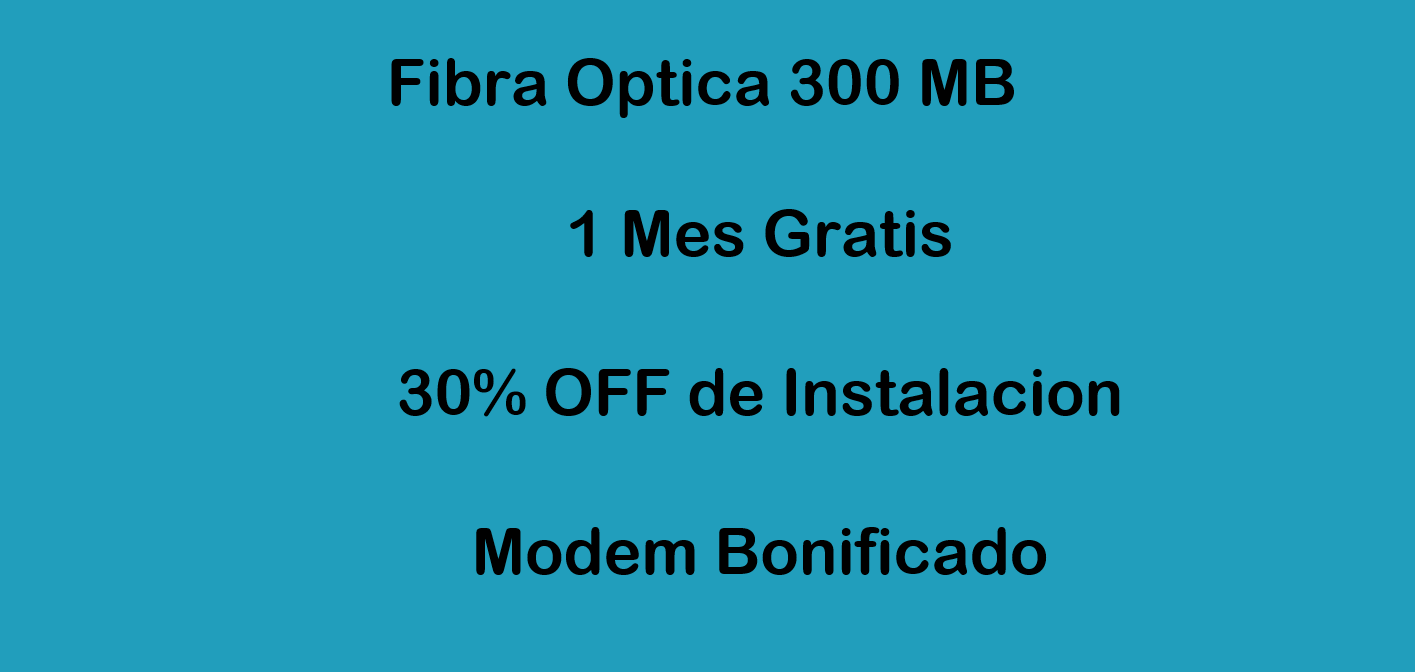 Fibra Optica 300 MB
1 Mes Gratis
30% OFF de Instalacion
Modem Bonificado